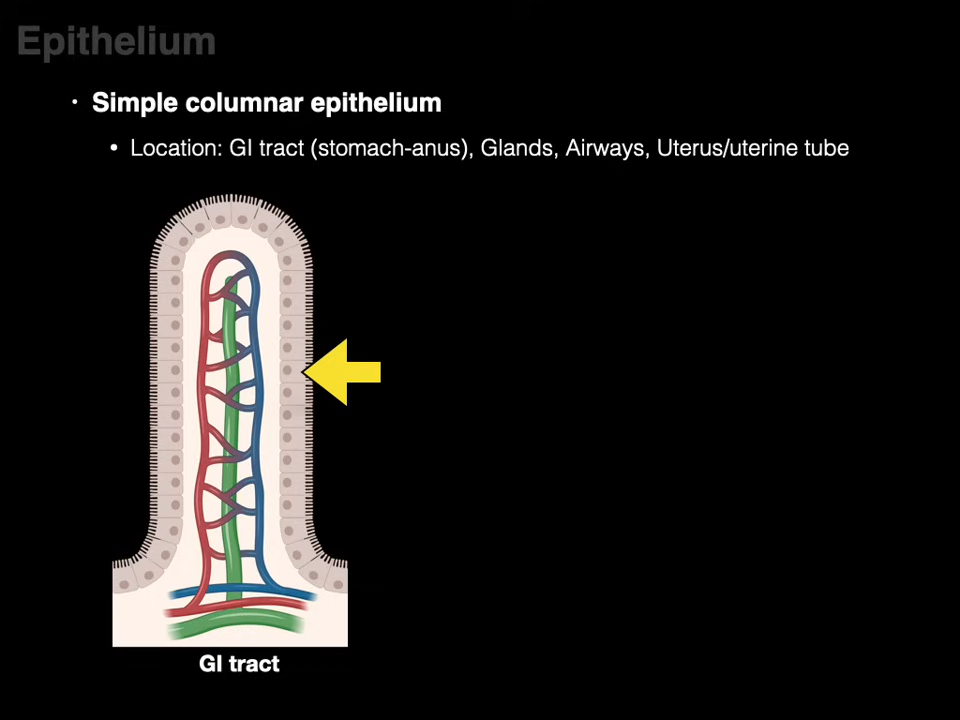 Epithelium
• Simple columnar epithelium
• Location: GI tract (stomach-anus), Glands, Airways, Uterus/uterine tube
GI tract